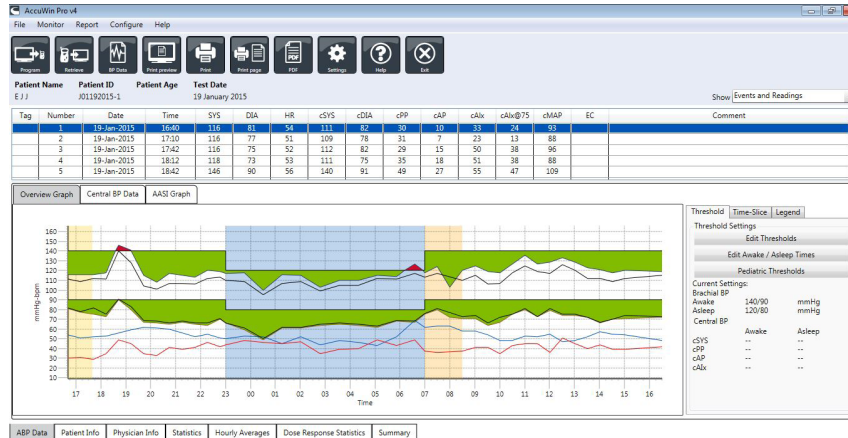 AccuWin Pro v4
File Monitor Report Configure Help
Program Retrieve BP Data Print preview Print Print page PDF Settings Help Exit
Patient Name Patient ID Patient Age Test Date
E J J J01192015-1 19 January 2015
Show Events and Readings
Tag Number Date Time SYS DIA HR cSYS cDIA cPP cAP cAIx cAIx@75 cMAP EC Comment
1 19-Jan-2015 16:40 116 81 54 111 82 30 10 33 24 93
2 19-Jan-2015 17:10 116 77 51 109 78 31 7 23 13 88
3 19-Jan-2015 17:42 116 75 52 112 82 29 15 50 38 96
4 19-Jan-2015 18:12 118 73 53 111 75 35 18 51 38 88
5 19-Jan-2015 18:42 146 90 56 140 91 49 27 55 47 109
Overview Graph Central BP Data AASI Graph
160
150
140
130
120
110
100
90
80
70
60
50
40
30
20
10
mmHg-bpm
17 18 19 20 21 22 23 00 01 02 03 04 05 06 07 08 09 10 11 12 13 14 15 16
Time
Threshold Time-Slice Legend
Threshold Settings
Edit Thresholds
Edit Awake / Asleep Times
Pediatric Thresholds
Current Settings:
Brachial BP
Awake 140/90 mmHg
Asleep 120/80 mmHg
Central BP
Awake Asleep
cSYS -- --
cPP -- --
cAP -- --
cAIx -- --
ABP Data Patient Info Physician Info Statistics Hourly Averages Dose Response Statistics Summary